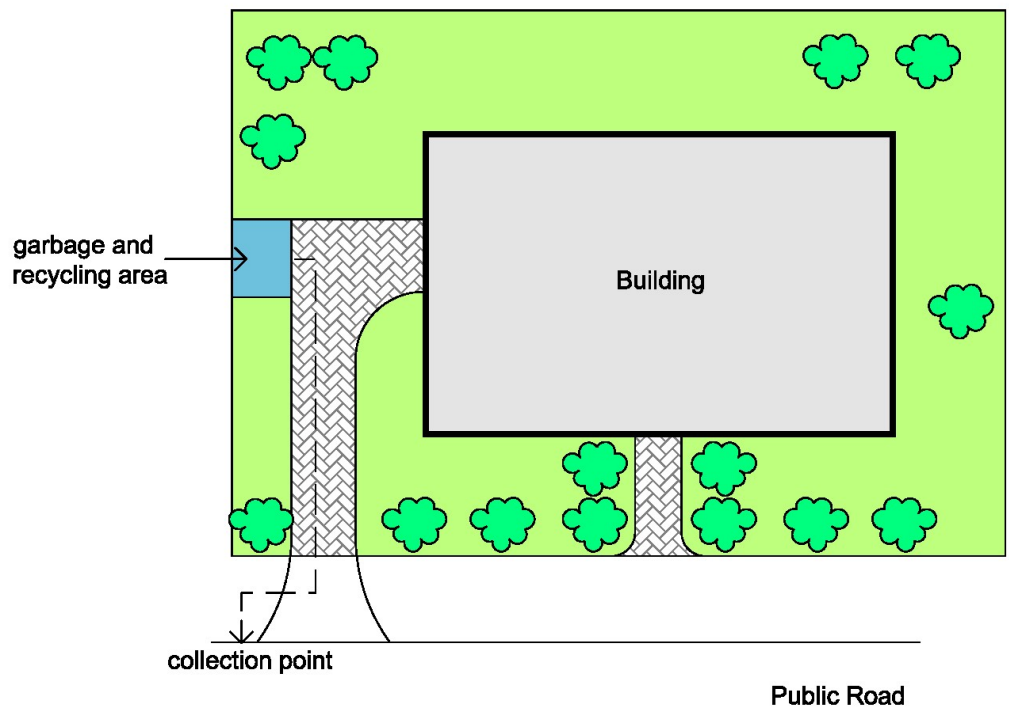 garbage and
recycling area
Building
collection point
Public Road